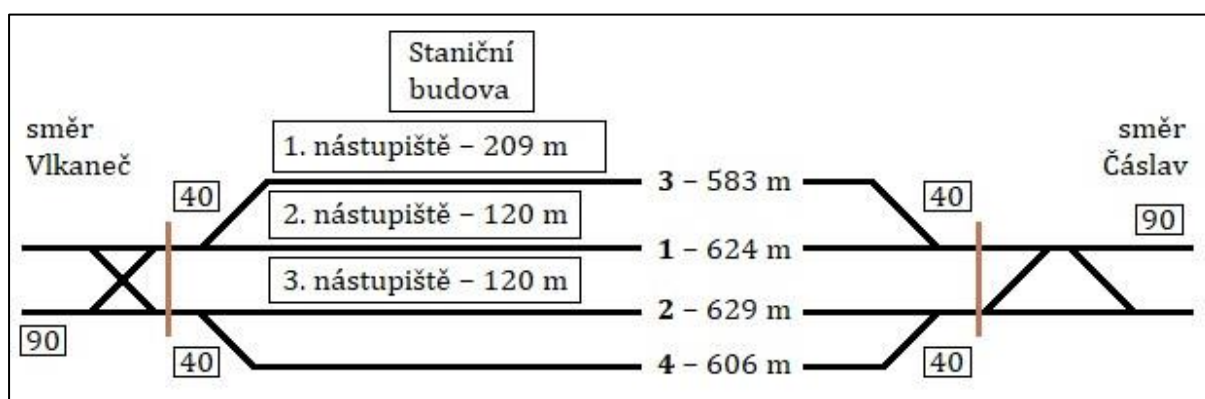 Staniční
budova
směr
Vlkaneč
1. nástupiště – 209 m
směr
Čáslav
40
3 – 583 m
40
2. nástupiště – 120 m
90
1 – 624 m
3. nástupiště – 120 m
2 – 629 m
90
40
4 – 606 m
40